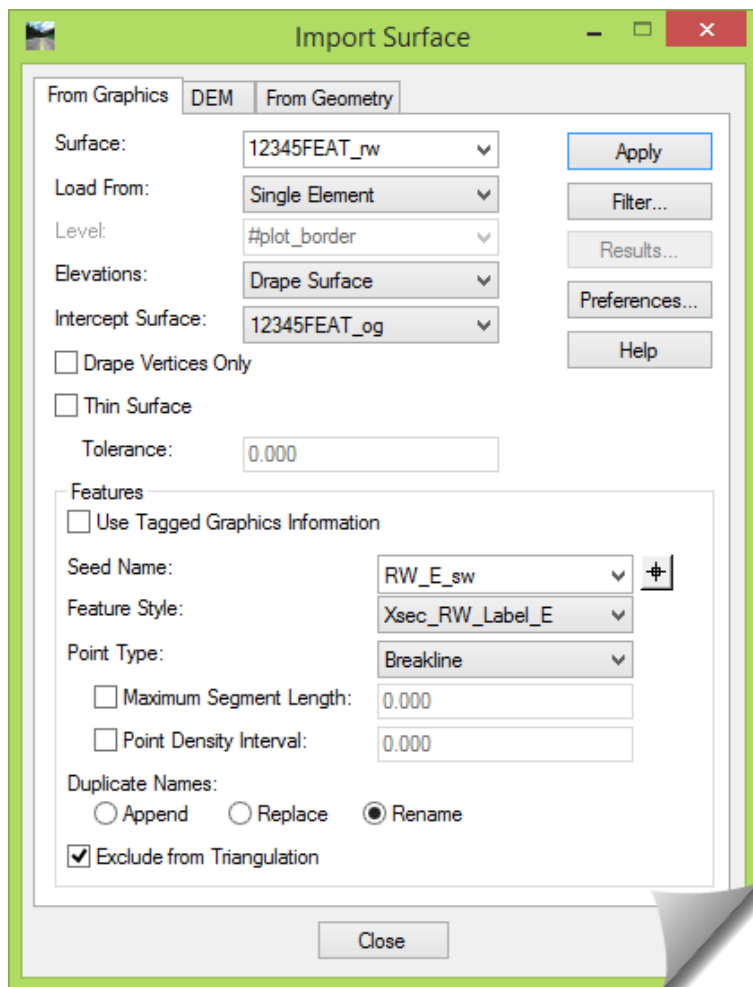 Import Surface
From Graphics DEM From Geometry
Surface: 12345FEAT_rw Apply
Load From: Single Element Filter...
Level: #plot_border Results...
Elevations: Drape Surface Preferences...
Intercept Surface: 12345FEAT_og Help
Drape Vertices Only
Thin Surface
Tolerance: 0.000
Features
Use Tagged Graphics Information
Seed Name: RW_E_sw
Feature Style: Xsec_RW_Label_E
Point Type: Breakline
Maximum Segment Length: 0.000
Point Density Interval: 0.000
Duplicate Names:
Append Replace Rename
Exclude from Triangulation
Close